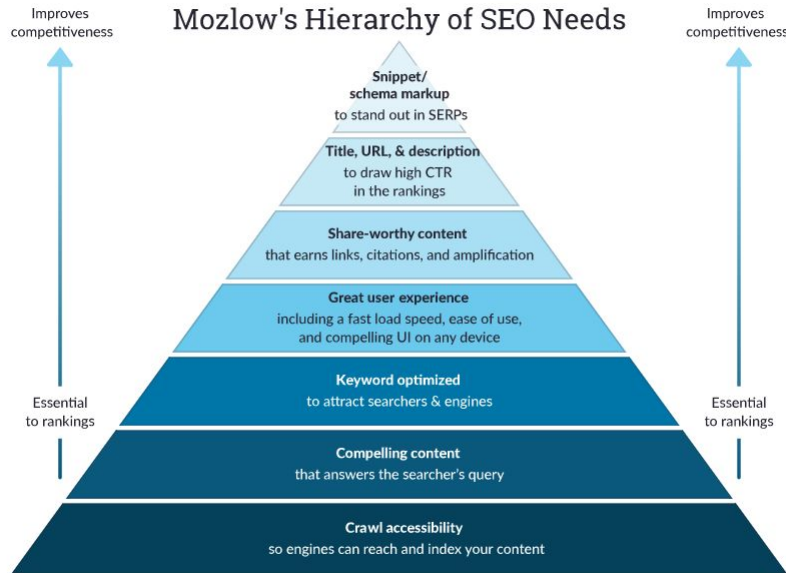 Mozlow's Hierarchy of SEO Needs
Improves
competitiveness
Improves
competitiveness
Snippet/
schema markup
to stand out in SERPs
Title, URL, & description
to draw high CTR
in the rankings
Share-worthy content
that earns links, citations, and amplification
Great user experience
including a fast load speed, ease of use,
and compelling UI on any device
Keyword optimized
to attract searchers & engines
Essential
to rankings
Essential
to rankings
Compelling content
that answers the searcher's query
Crawl accessibility
so engines can reach and index your content